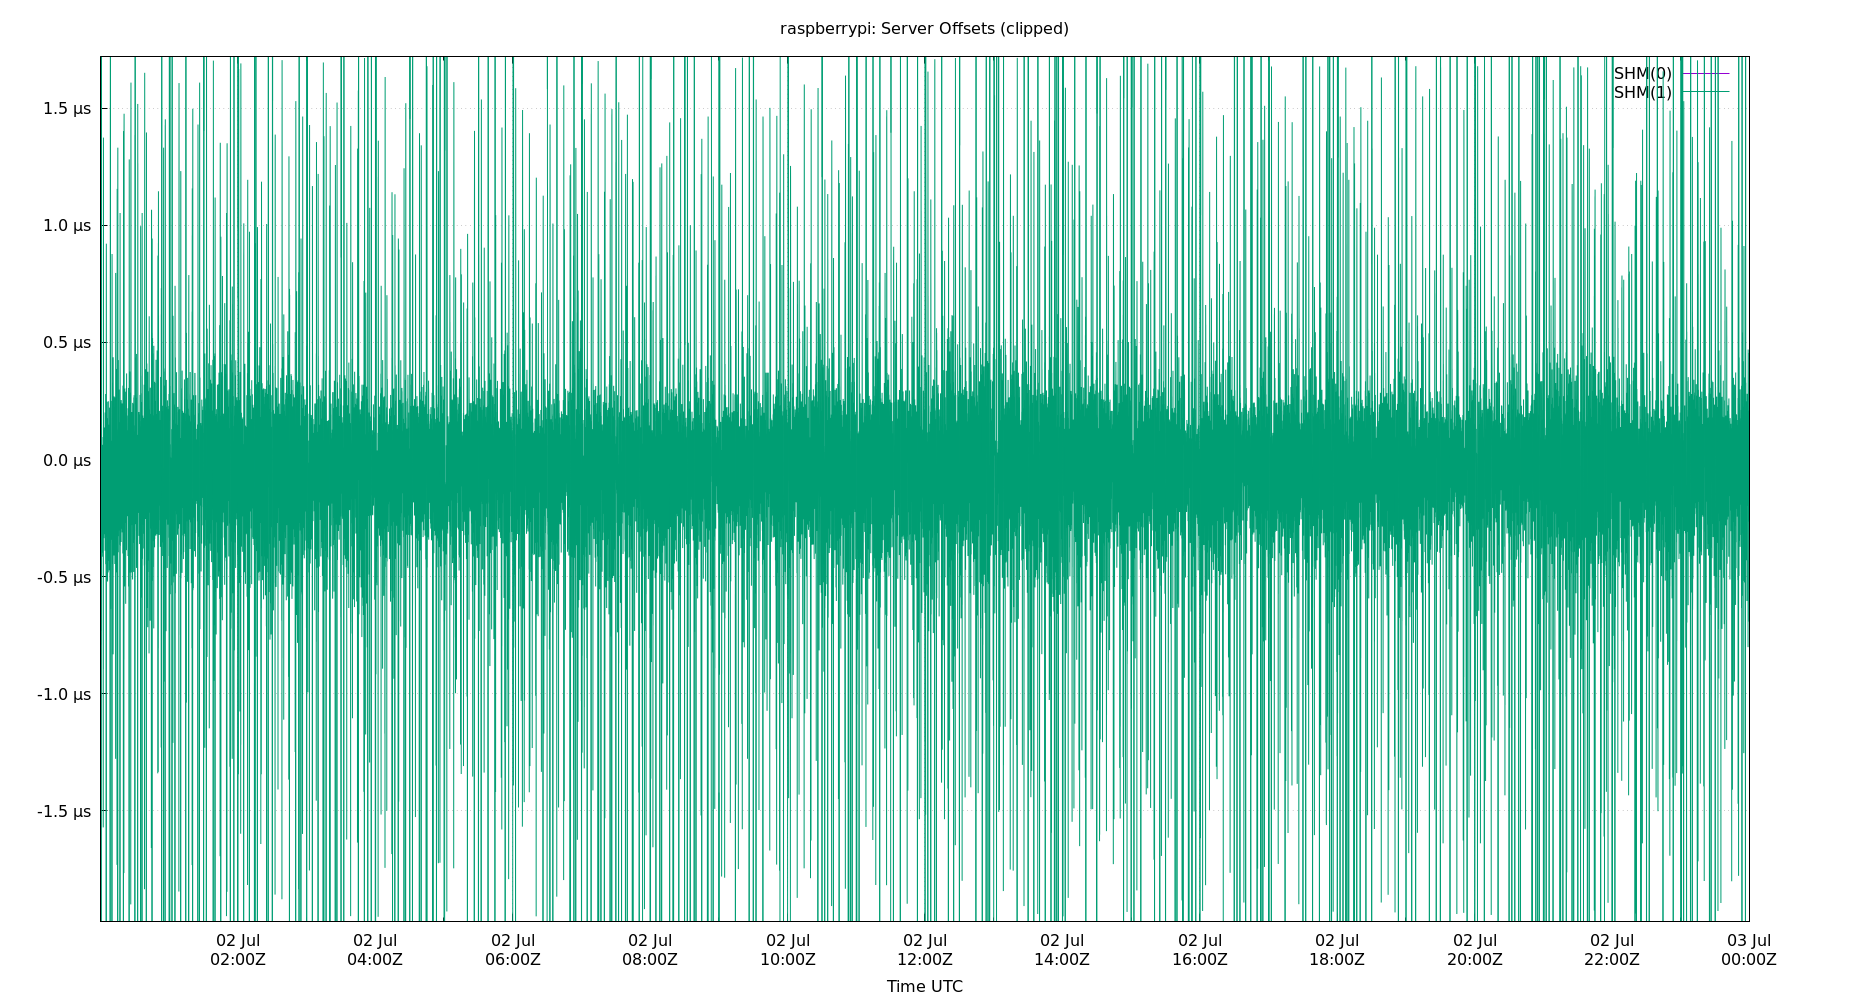 raspberrypi: Server Offsets (clipped)
SHM(0)
SHM(1)
1.5 µs
1.0 µs
0.5 µs
0.0 µs
-0.5 µs
-1.0 µs
-1.5 µs
02 Jul 02 Jul 02 Jul 02 Jul 02 Jul 02 Jul 02 Jul 02 Jul 02 Jul 02 Jul 02 Jul 03 Jul
02:00Z 04:00Z 06:00Z 08:00Z 10:00Z 12:00Z 14:00Z 16:00Z 18:00Z 20:00Z 22:00Z 00:00Z
Time UTC